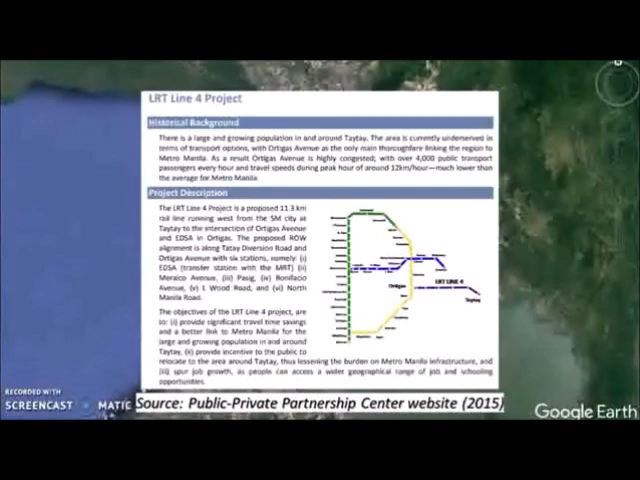 LRT Line 4 Project
Historical Background
There is a large and growing population in and around Taytay. The area is currently underserved in
terms of transport options, with Ortigas Avenue as the only main thoroughfare linking the region to
Metro Manila. As a result Ortigas Avenue is highly congested; with over 4,000 public transport
passengers every hour and travel speeds during peak hour of around 12km/hour—much lower than
the average for Metro Manila.
Project Description
The LRT Line 4 Project is a proposed 11.3 km
rail line running west from the SM city at
Taytay to the intersection of Ortigas Avenue
and EDSA in Ortigas. The proposed ROW
alignment is along Tatay Diversion Road and
Ortigas Avenue with six stations, namely: (i)
EDSA (transfer station with the MRT) (ii)
Meralco Avenue, (iii) Pasig, (iv) Bonifacio
Avenue, (v) L Wood Road, and (vi) North
Manila Road.
The objectives of the LRT Line 4 project, are
to: (i) provide significant travel time savings
and a better link to Metro Manila for the
large and growing population in and around
Taytay, (ii) provide incentive to the public to
relocate to the area around Taytay, thus lessening the burden on Metro Manila infrastructure, and
(iii) spur job growth, as people can access a wider geographical range of job and schooling
opportunities.
Ortigas
LRT LINE 4
Taytay
RECORDED WITH
SCREENCAST MATIC
Source: Public-Private Partnership Center website (2015)
Google Earth